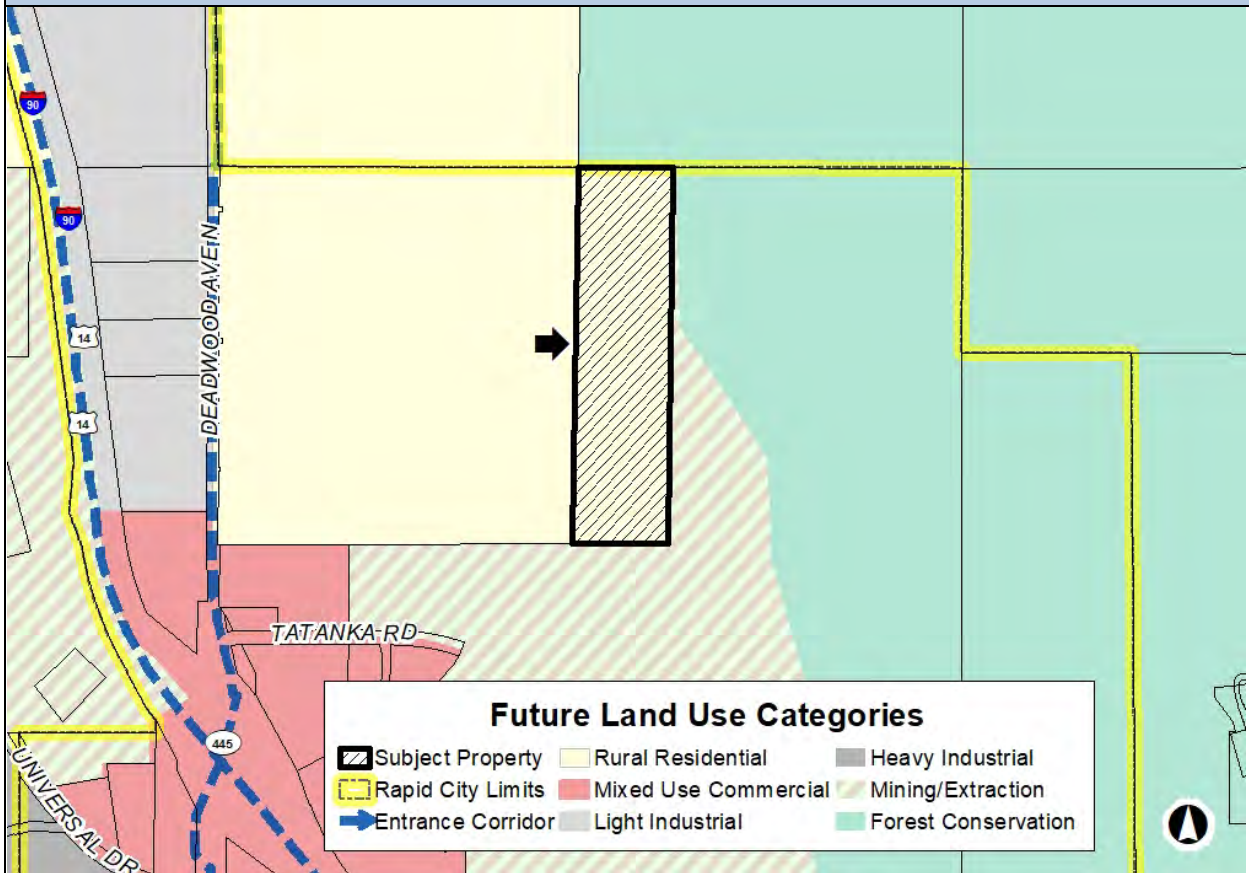 90
90
14
14
DEADWOOD AVE N
TATANKA RD
445
UNIVERSAL DR
Future Land Use Categories
Subject Property Rural Residential Heavy Industrial
Rapid City Limits Mixed Use Commercial Mining/Extraction
Entrance Corridor Light Industrial Forest Conservation